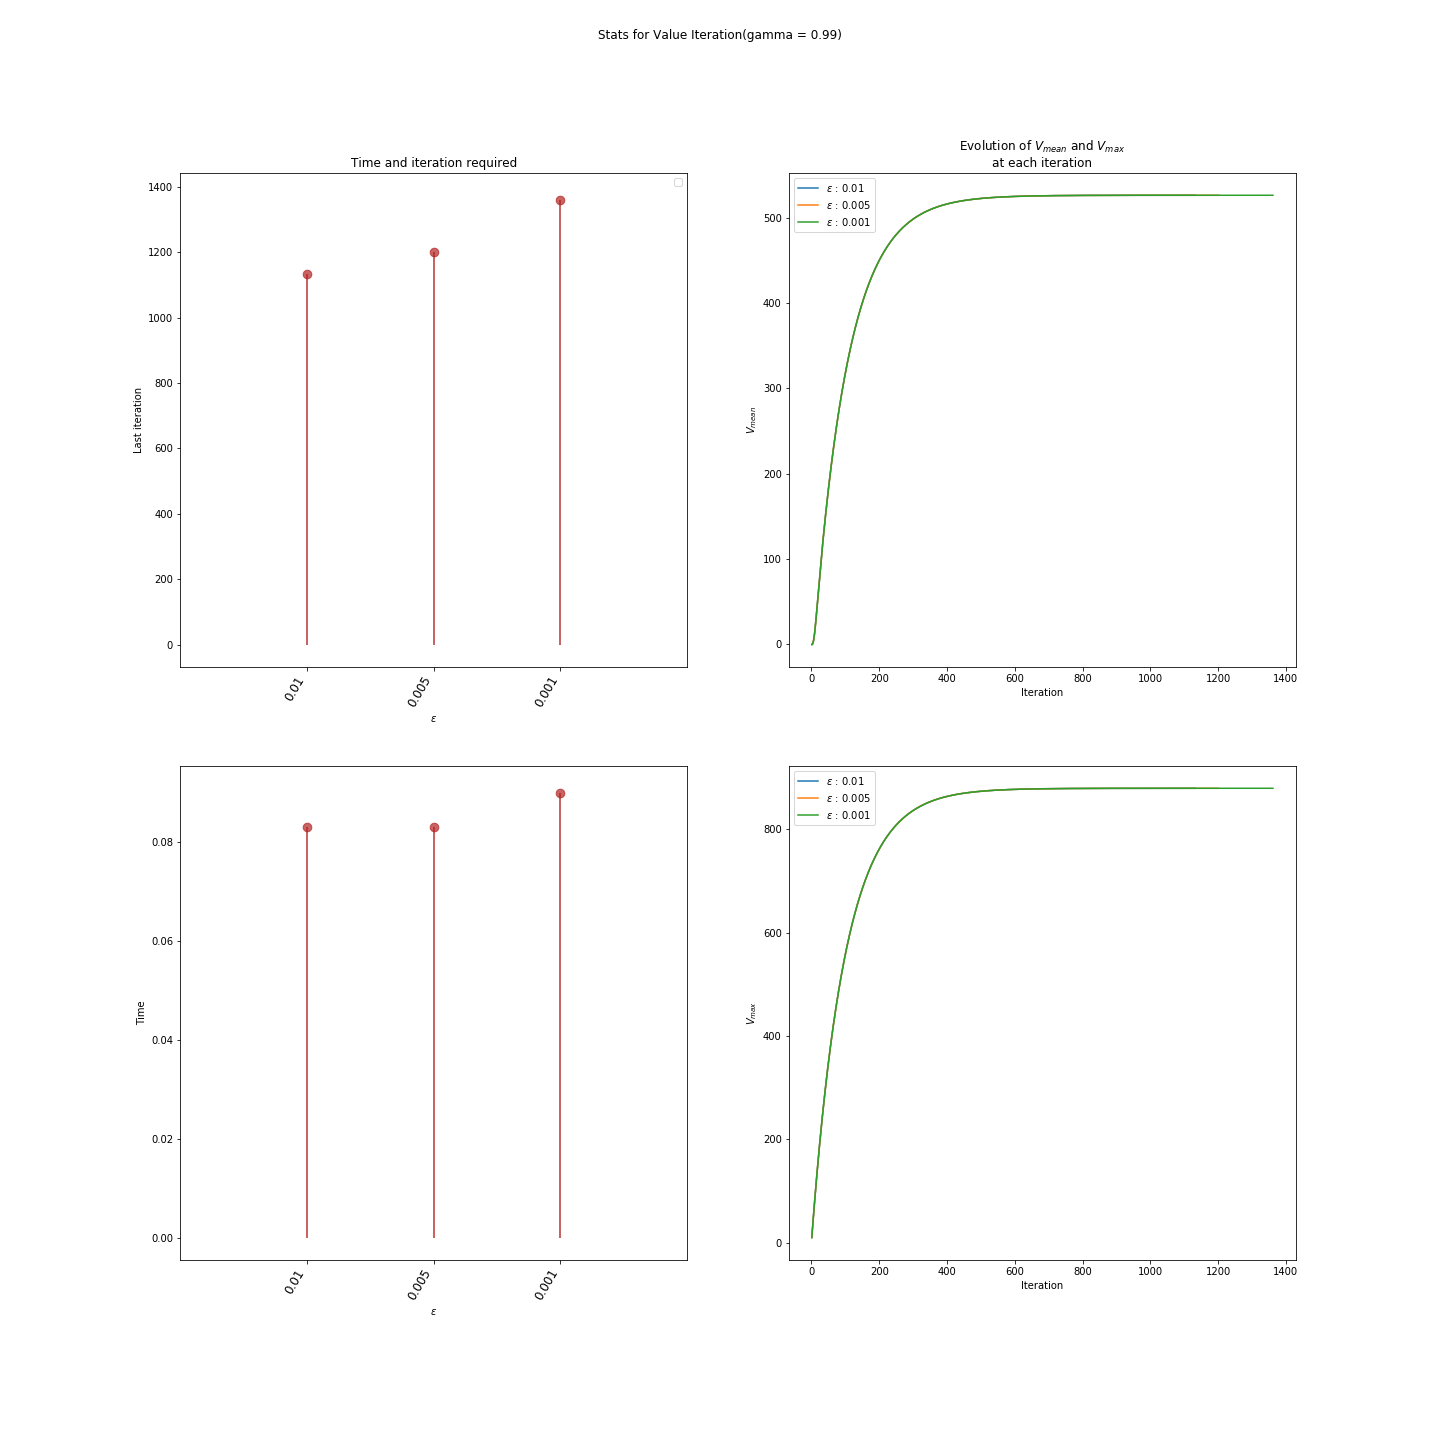 Stats for Value Iteration(gamma = 0.99)
Time and iteration required
1400
1200
1000
800
600
400
200
0
Last iteration
0.01
0.005
0.001
ε
Evolution of V_mean and V_max
at each iteration
ε : 0.01
ε : 0.005
ε : 0.001
500
400
300
200
100
0
V_mean
0 200 400 600 800 1000 1200 1400
Iteration
0.08
0.06
0.04
0.02
0.00
Time
0.01
0.005
0.001
ε
ε : 0.01
ε : 0.005
ε : 0.001
800
600
400
200
0
V_max
0 200 400 600 800 1000 1200 1400
Iteration